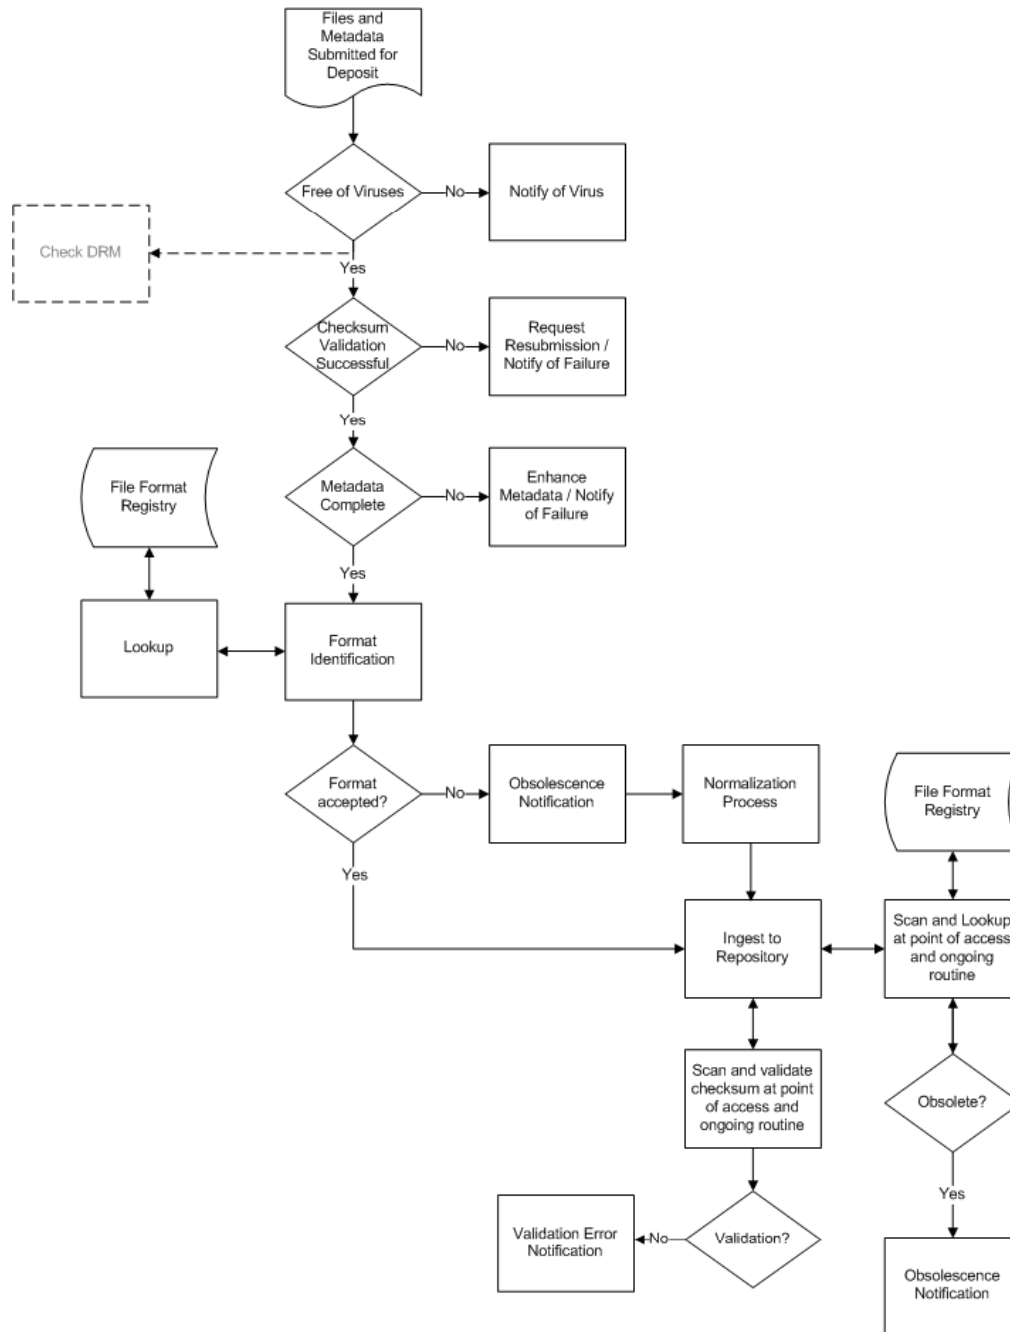 Files and
Metadata
Submitted for
Deposit
Free of Viruses
No
Notify of Virus
Check DRM
Yes
Checksum
Validation
Successful
No
Request
Resubmission /
Notify of Failure
Yes
File Format
Registry
Metadata
Complete
No
Enhance
Metadata / Notify
of Failure
Yes
Lookup
Format
Identification
Format
accepted?
No
Obsolescence
Notification
Normalization
Process
File Format
Registry
Yes
Ingest to
Repository
Scan and Lookup
at point of access
and ongoing
routine
Scan and validate
checksum at point
of access and
ongoing routine
Obsolete?
Yes
Validation Error
Notification
No
Validation?
Obsolescence
Notification